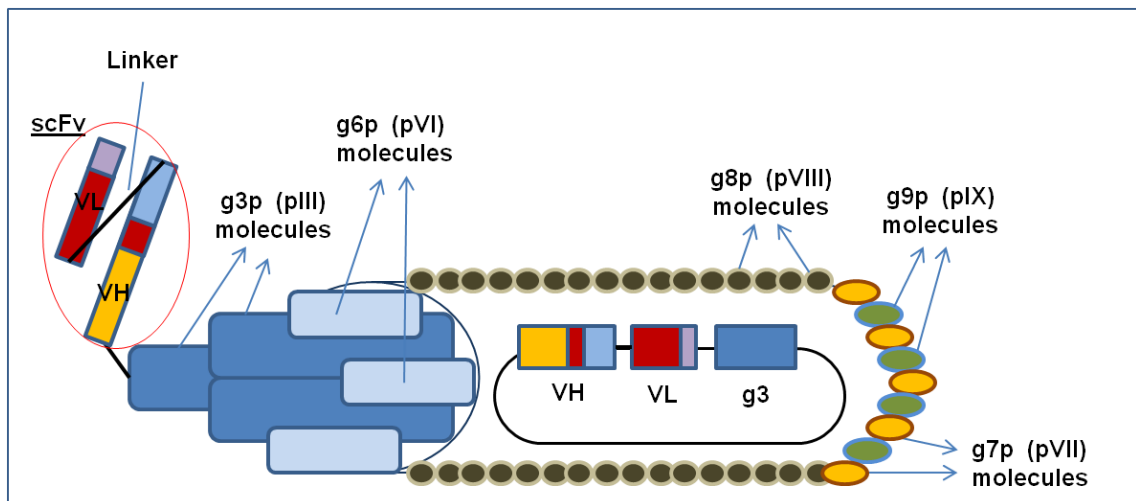 Linker
scFv
VL
VH
g3p (pIII)
molecules
g6p (pVI)
molecules
g8p (pVIII)
molecules
g9p (pIX)
molecules
VH
VL
g3
g7p (pVII)
molecules